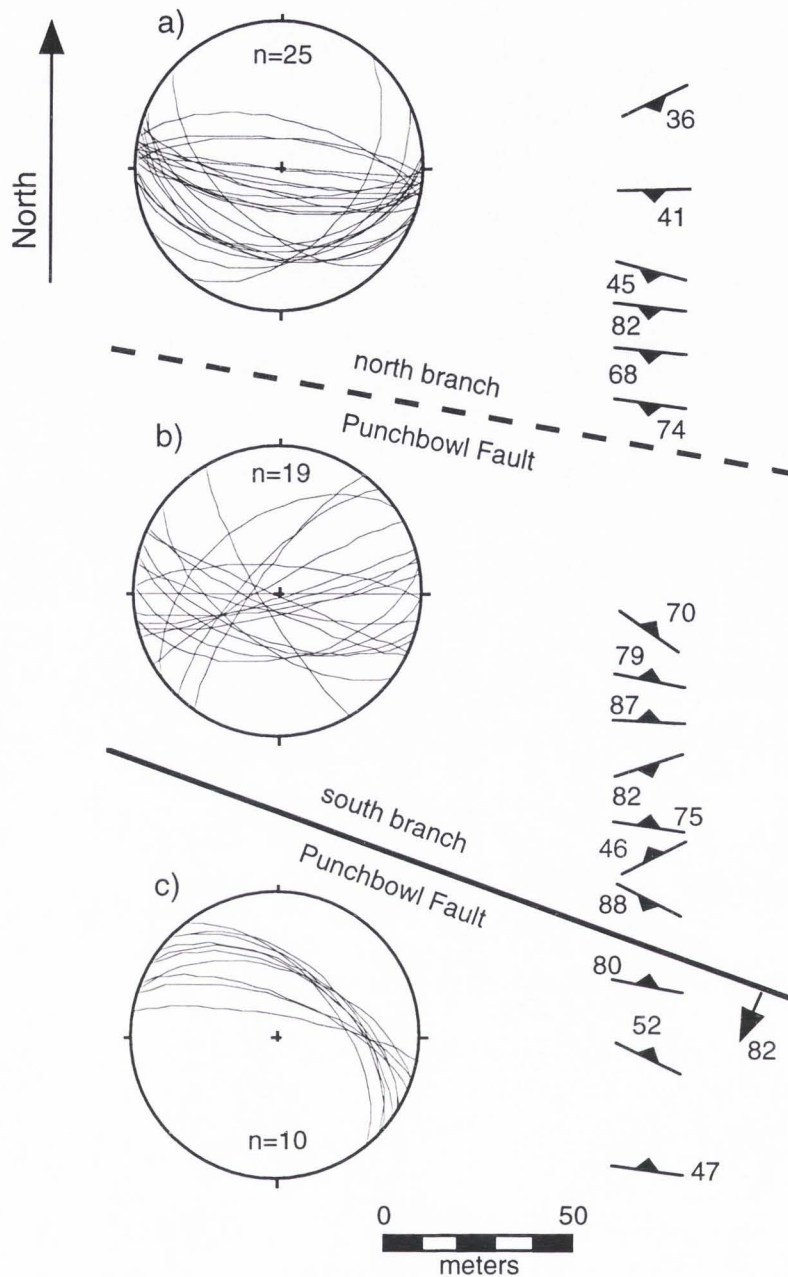 a)
n=25
North
36
41
45
82
68
74
north branch
Punchbowl Fault
b)
n=19
70
79
87
82
75
46
88
south branch
Punchbowl Fault
c)
n=10
80
82
52
47
0 50
meters